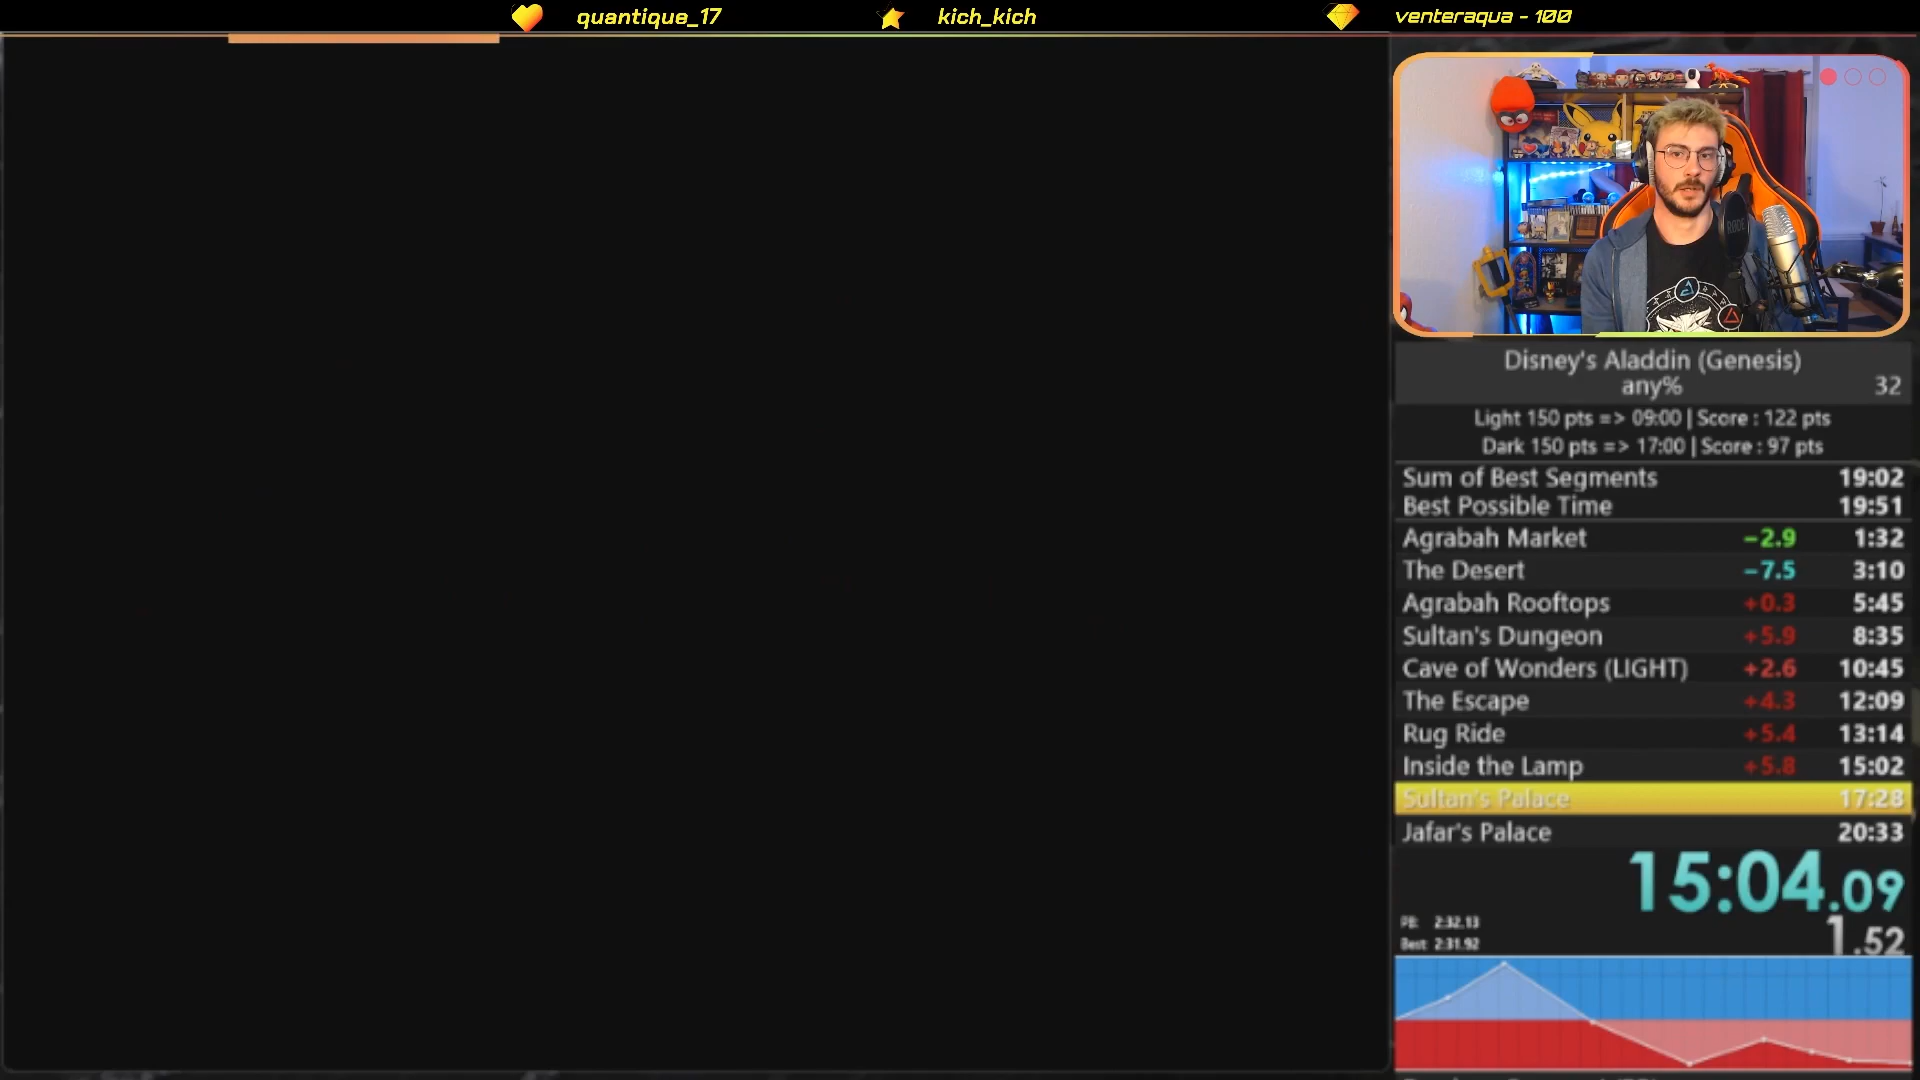 quantique_17 kich_kich venteraqua - 100
Disney's Aladdin (Genesis)
any% 32
Light 150 pts => 09:00 | Score : 122 pts
Dark 150 pts => 17:00 | Score : 97 pts
Sum of Best Segments 19:02
Best Possible Time 19:51
Agrabah Market −2.9 1:32
The Desert −7.5 3:10
Agrabah Rooftops +0.3 5:45
Sultan's Dungeon +5.9 8:35
Cave of Wonders (LIGHT) +2.6 10:45
The Escape +4.3 12:09
Rug Ride +5.4 13:14
Inside the Lamp +5.8 15:02
Sultan's Palace 17:28
Jafar's Palace 20:33
15:04.09
PB: 2:32.13
Best: 2:31.92
1.52